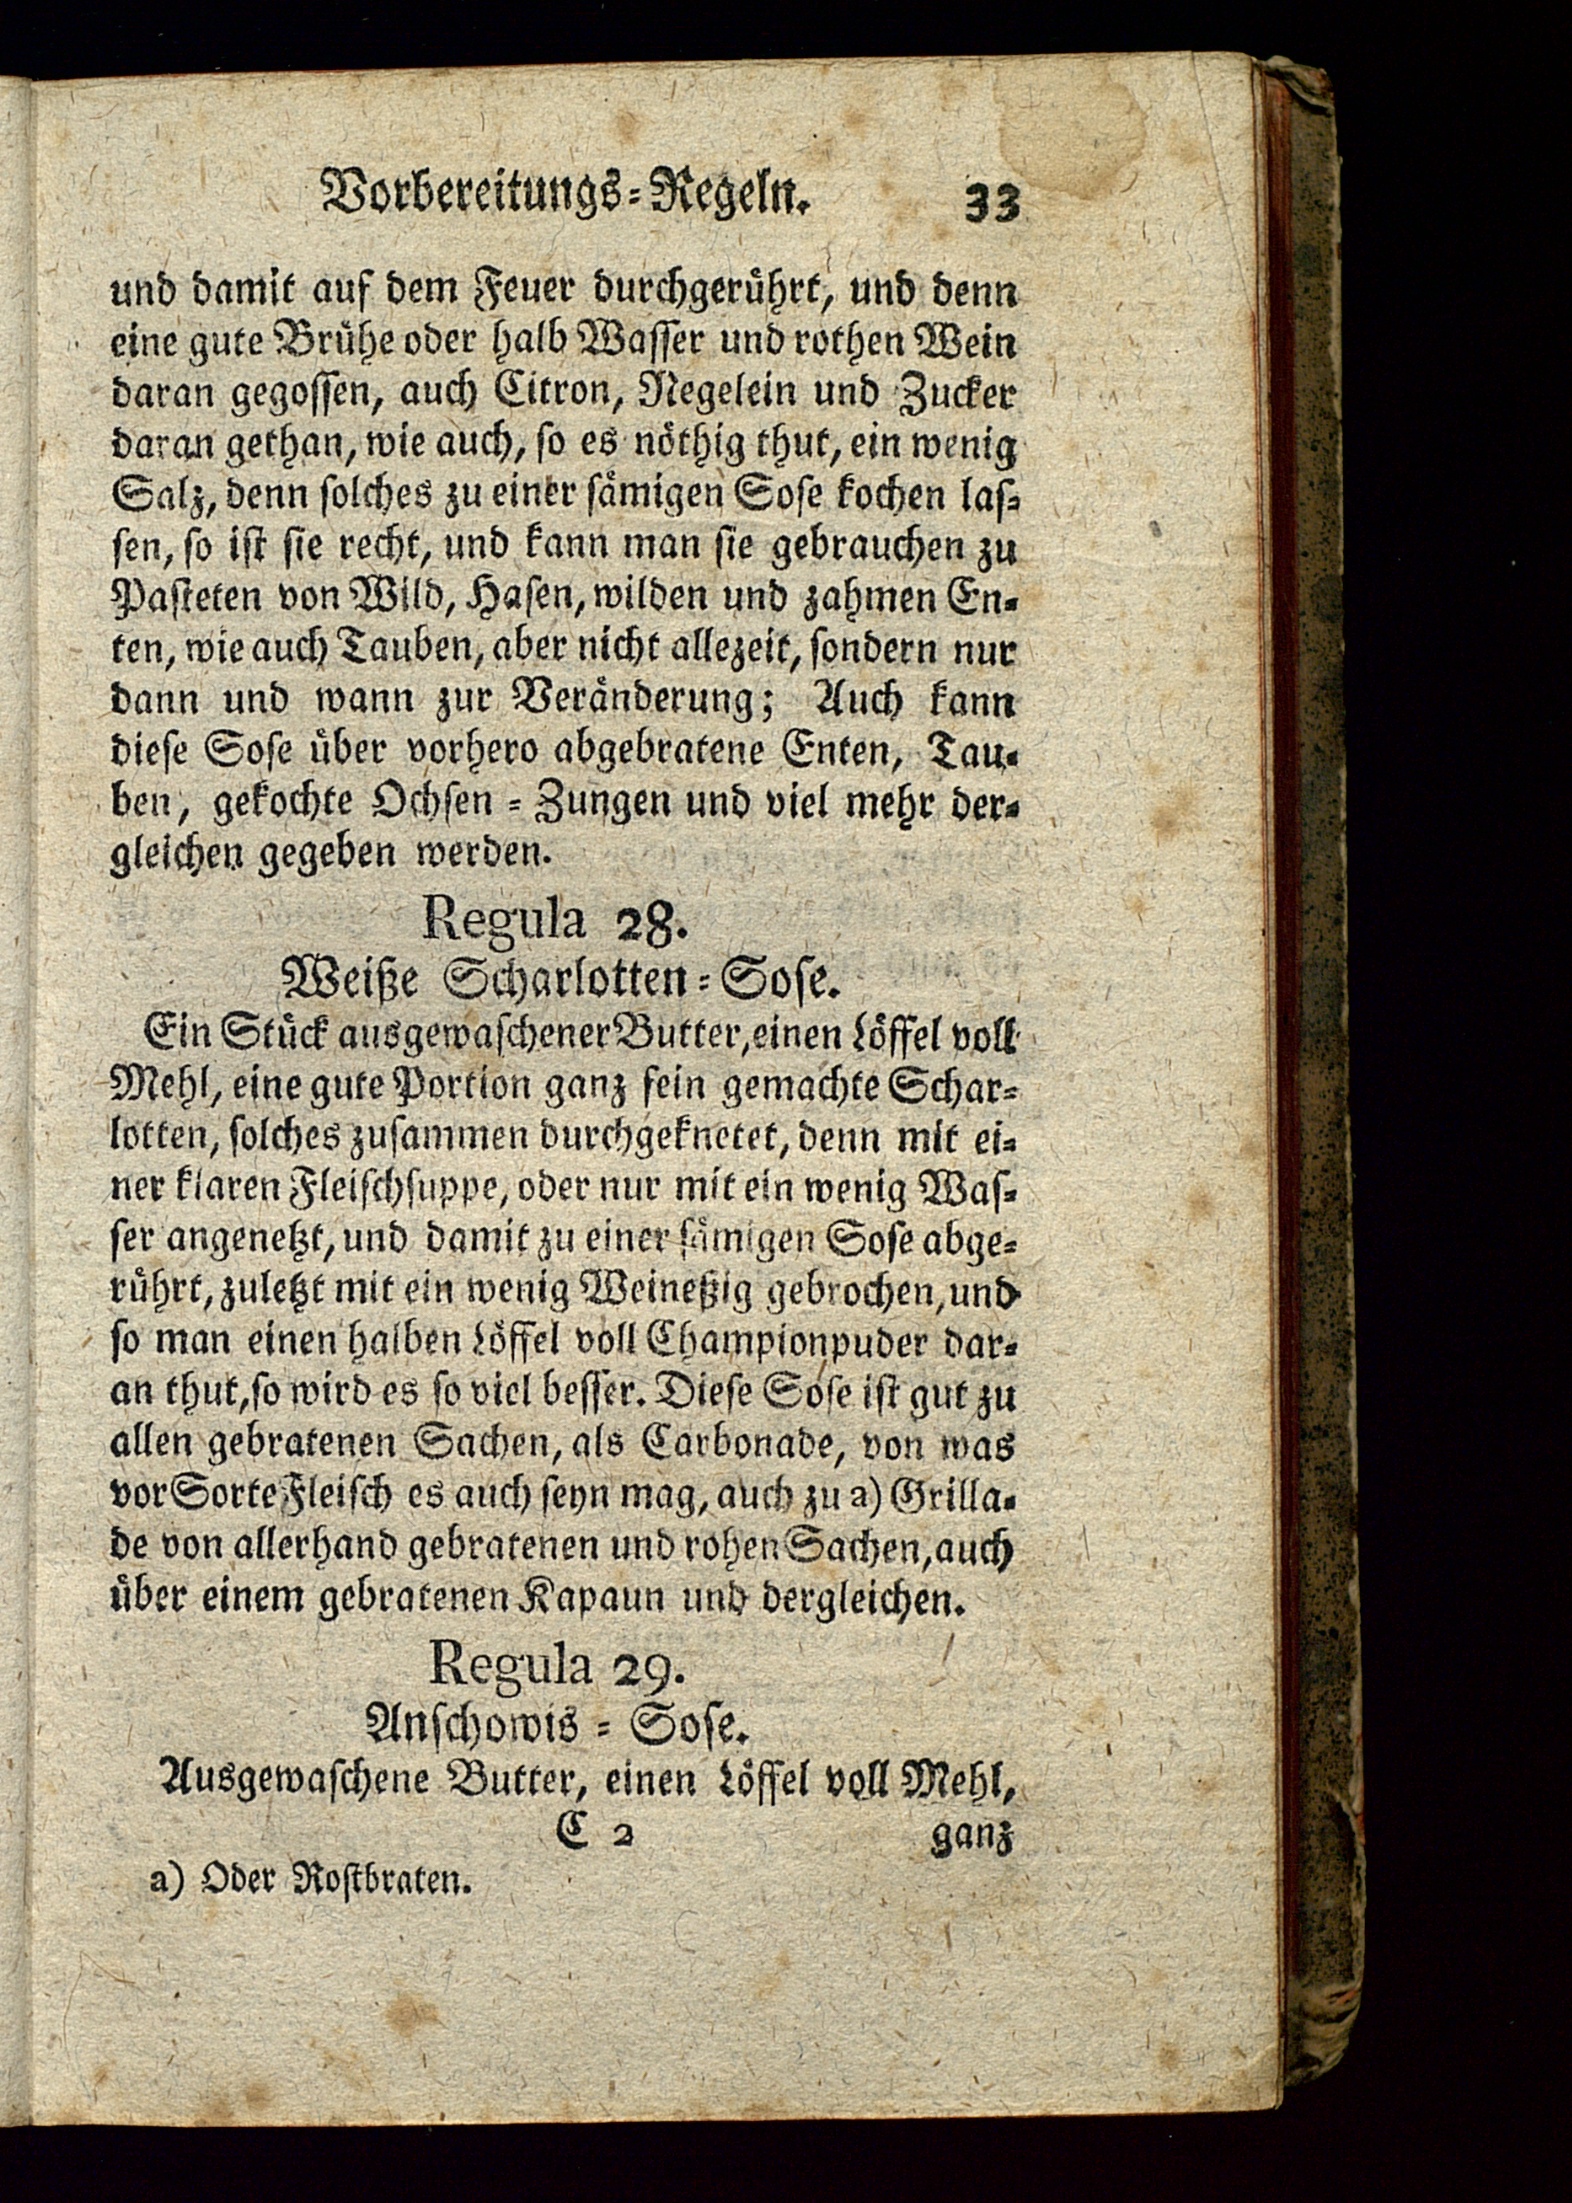 Vorbereitungs-Regeln. 33
und damit auf dem Feuer durchgerührt, und denn
eine gute Brühe oder halb Wasser und rothen Wein
daran gegossen, auch Citron, Negelein und Zucker
daran gethan, wie auch, so es nöthig thut, ein wenig
Salz, denn solches zu einer sämigen Sose kochen las-
sen, so ist sie recht, und kann man sie gebrauchen zu
Pasteten von Wild, Hasen, wilden und zahmen En-
ten, wie auch Tauben, aber nicht allezeit, sondern nur
dann und wann zur Veränderung; Auch kann
diese Sose über vorhero abgebratene Enten, Tau-
ben, gekochte Ochsen-Zungen und viel mehr der-
gleichen gegeben werden.
Regula 28.
Weiße Scharlotten-Sose.
Ein Stück ausgewaschener Butter, einen Löffel voll
Mehl, eine gute Portion ganz fein gemachte Schar-
lotten, solches zusammen durchgeknetet, denn mit ei-
ner klaren Fleischsuppe, oder nur mit ein wenig Was-
ser angenetzt, und damit zu einer sämigen Sose abge-
rührt, zuletzt mit ein wenig Weineßig gebrochen, und
so man einen halben Löffel voll Championpuder dar-
an thut, so wird es so viel besser. Diese Sose ist gut zu
allen gebratenen Sachen, als Carbonade, von was
vor Sorte Fleisch es auch seyn mag, auch zu a) Grilla-
de von allerhand gebratenen und rohen Sachen, auch
über einem gebratenen Kapaun und dergleichen.
Regula 29.
Anschowis-Sose.
Ausgewaschene Butter, einen Löffel voll Mehl,
C 2 ganz
a) Oder Rostbraten.